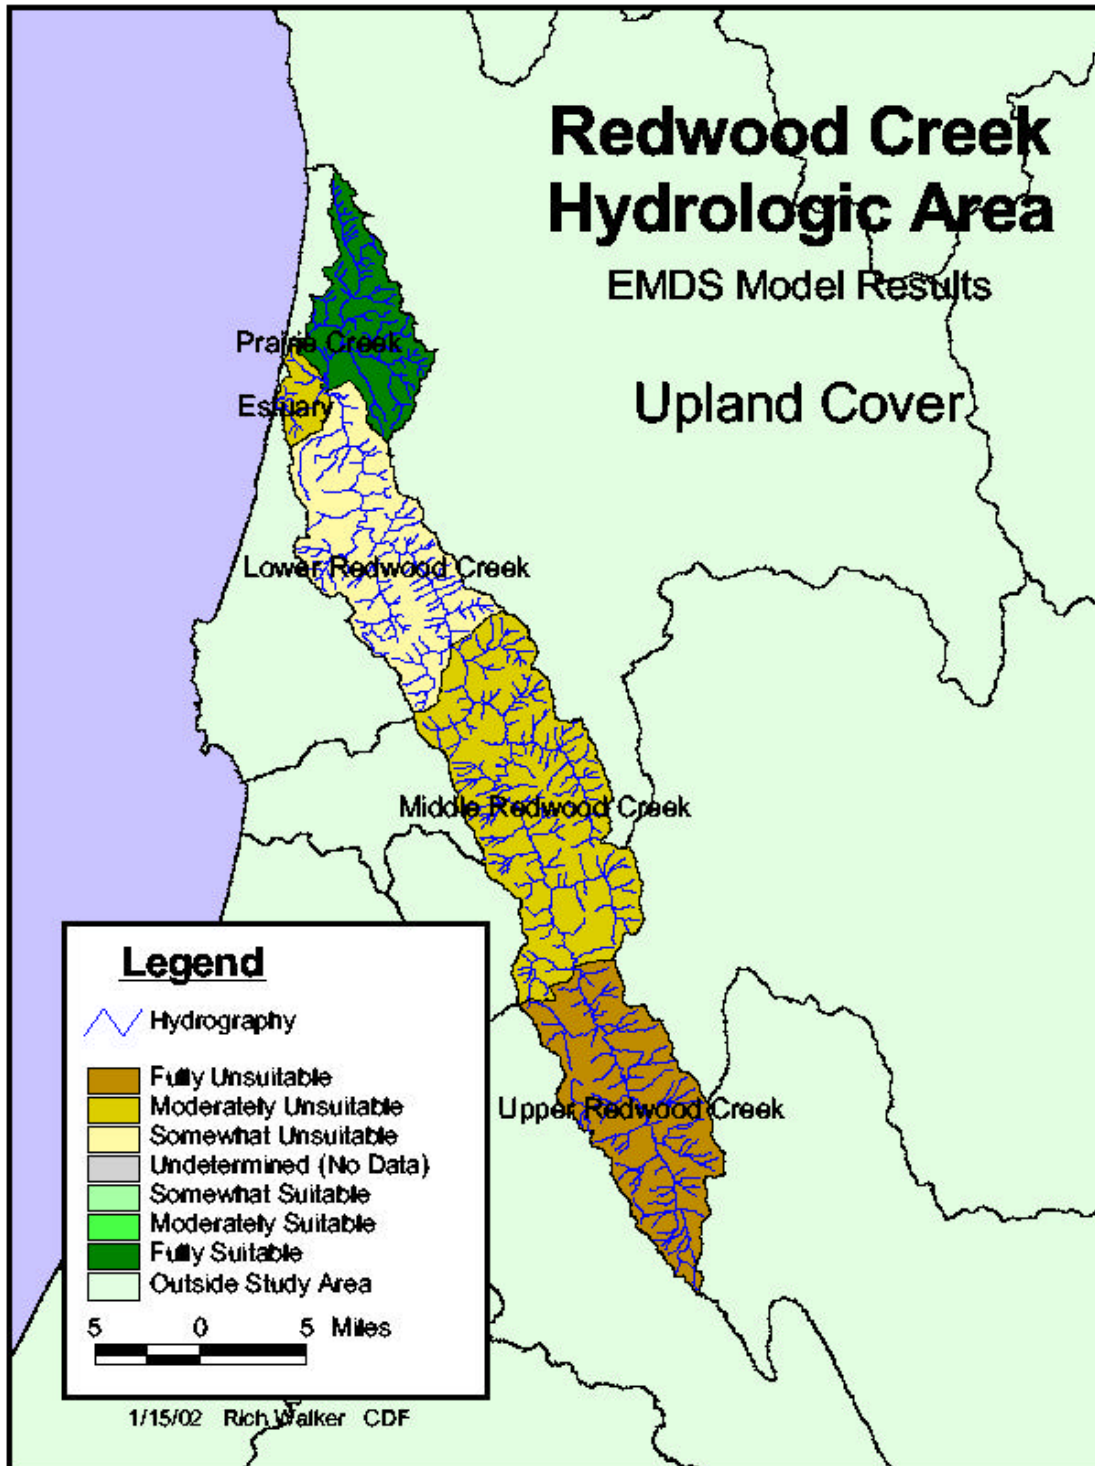 Redwood Creek
Hydrologic Area
EMDS Model Results
Upland Cover
Prairie Creek
Estuary
Lower Redwood Creek
Middle Redwood Creek
Upper Redwood Creek
Legend
Hydrography
Fully Unsuitable
Moderately Unsuitable
Somewhat Unsuitable
Undetermined (No Data)
Somewhat Suitable
Moderately Suitable
Fully Suitable
Outside Study Area
5 0 5 Miles
1/15/02 Rich Walker CDF